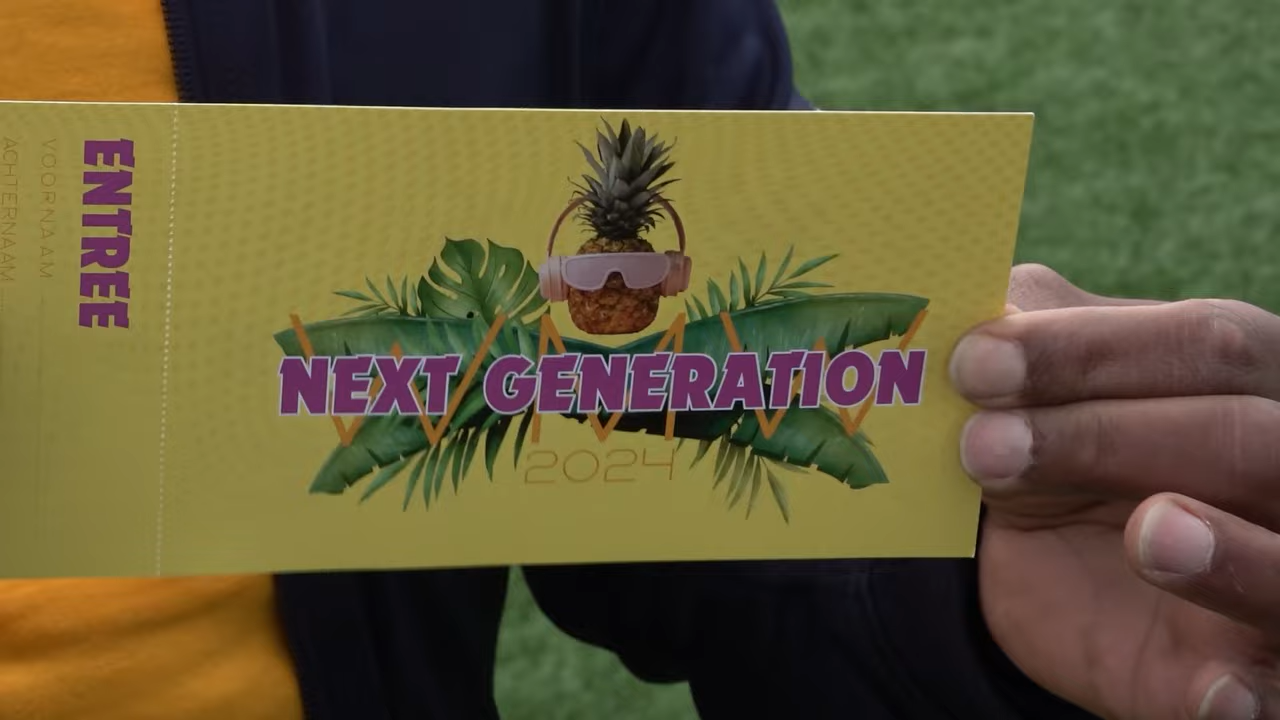 ENTREE
VOORNAAM
ACHTERNAAM
NEXT GENERATION
2024